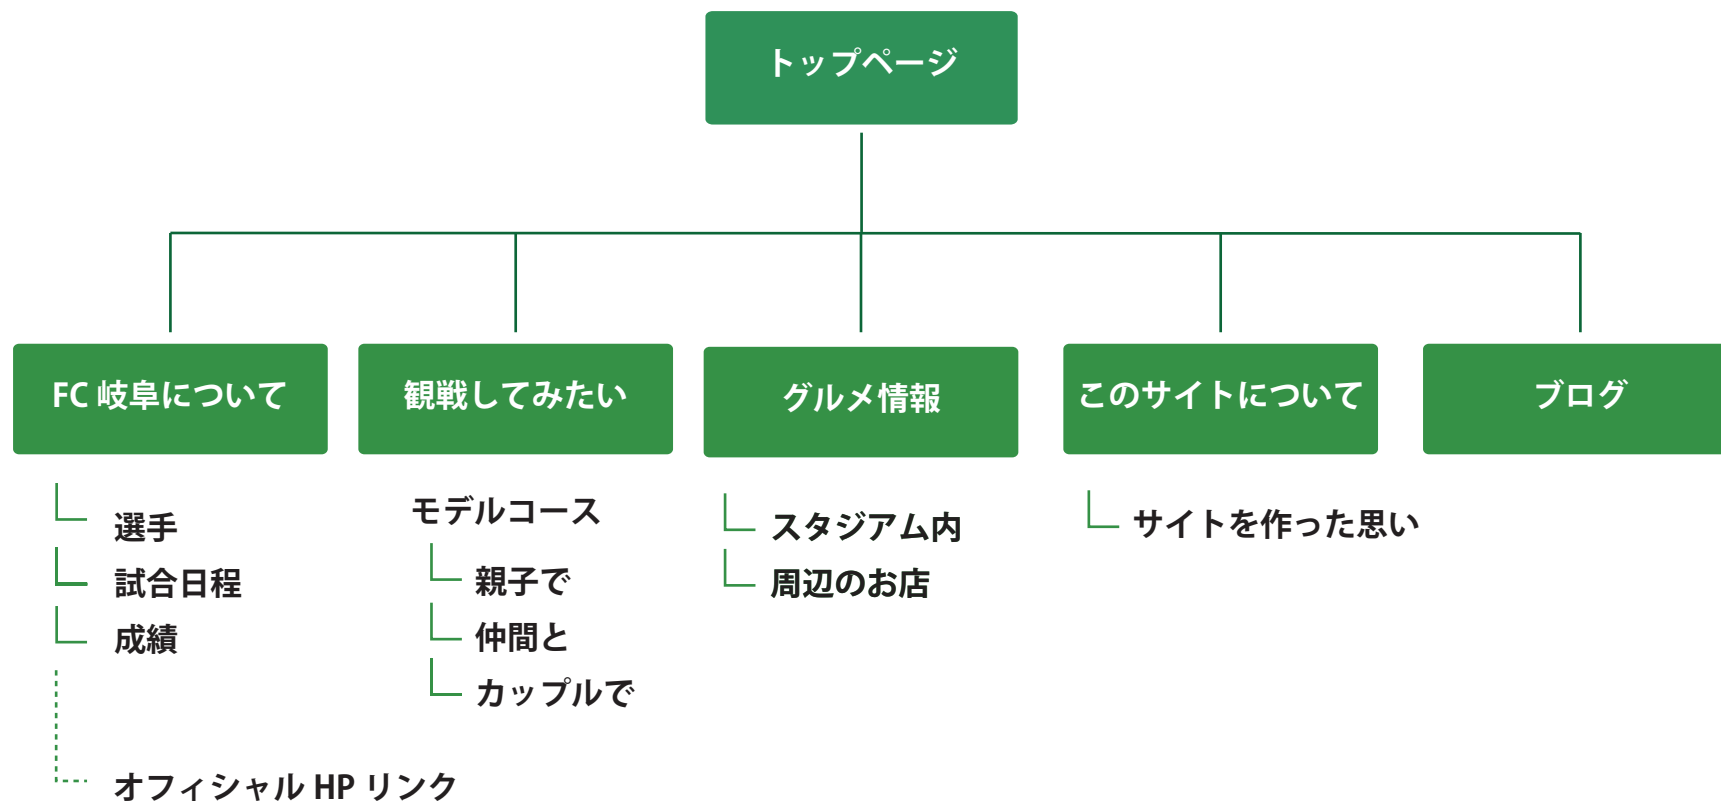 トップページ
FC 岐阜について
観戦してみたい
グルメ情報
このサイトについて
ブログ
選手
試合日程
成績
オフィシャル HP リンク
モデルコース
親子で
仲間と
カップルで
スタジアム内
周辺のお店
サイトを作った思い